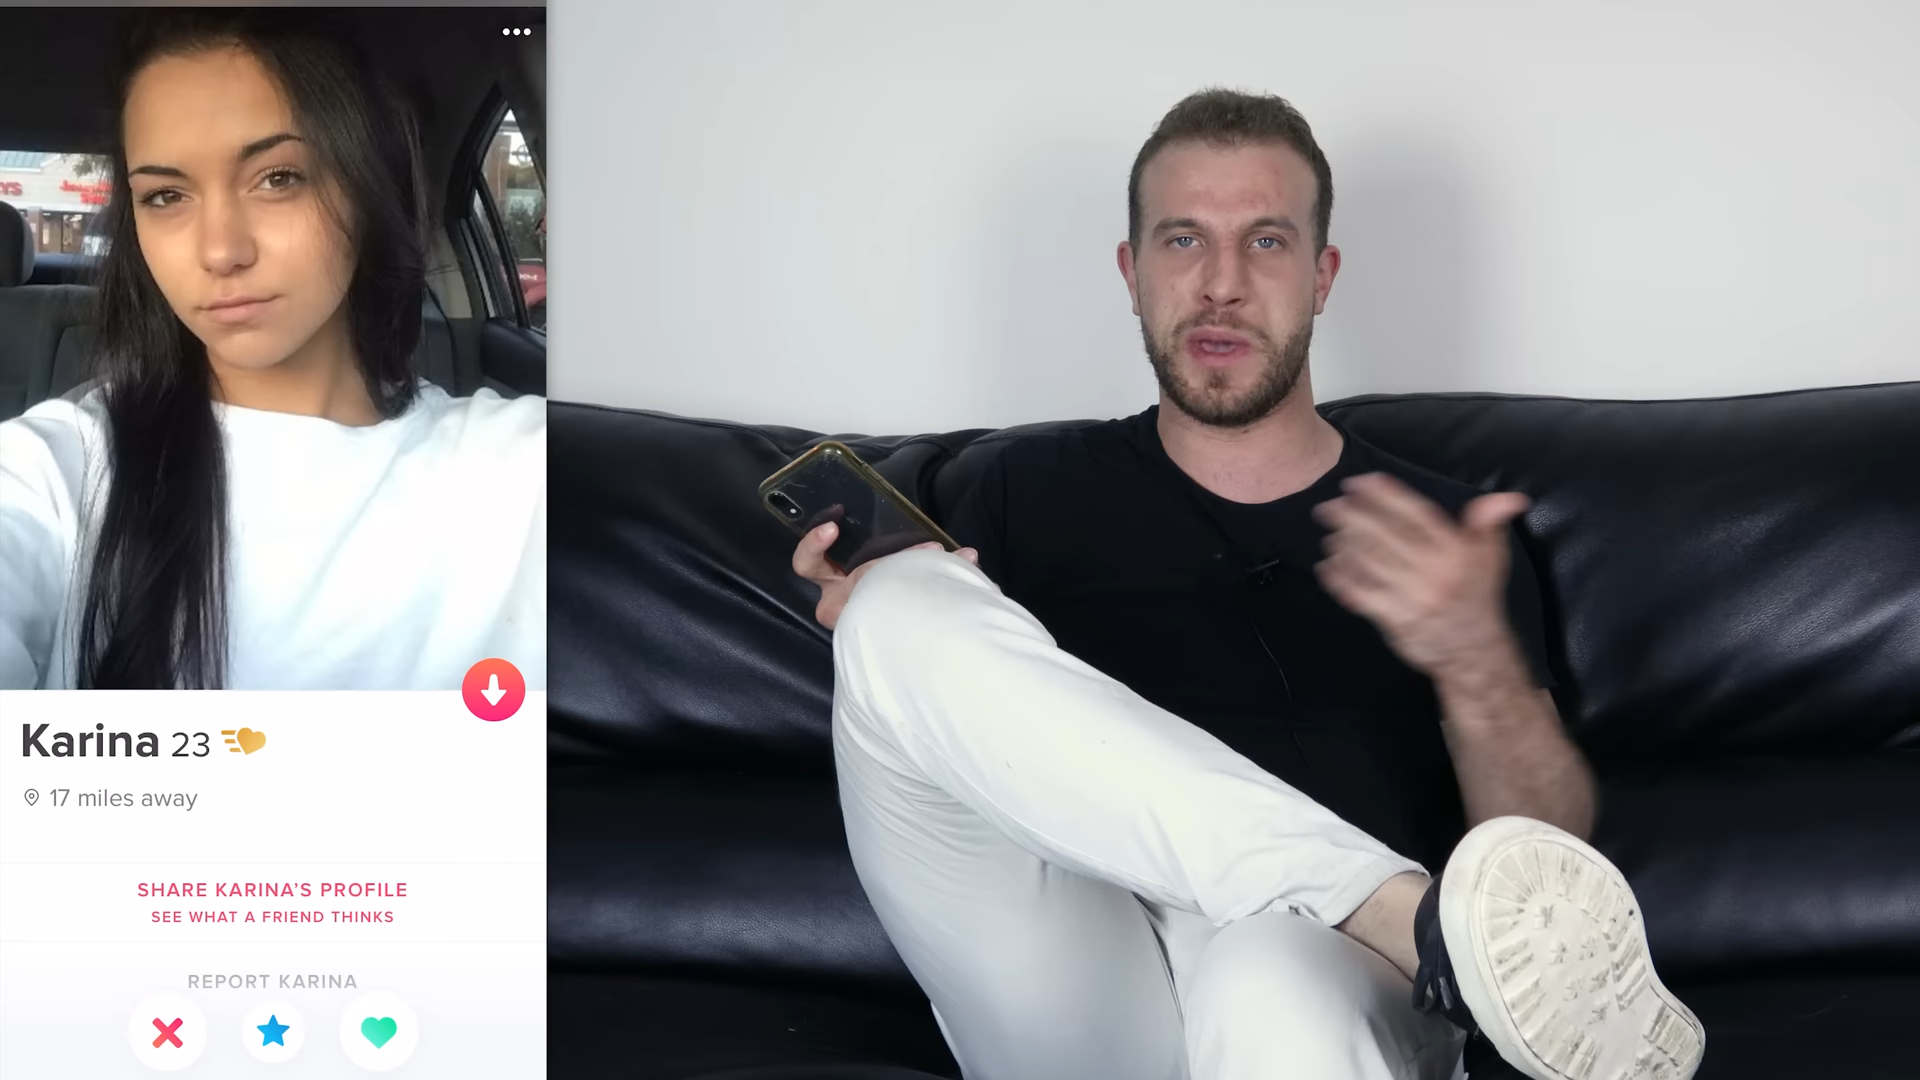 Karina 23
17 miles away
SHARE KARINA'S PROFILE
SEE WHAT A FRIEND THINKS
REPORT KARINA